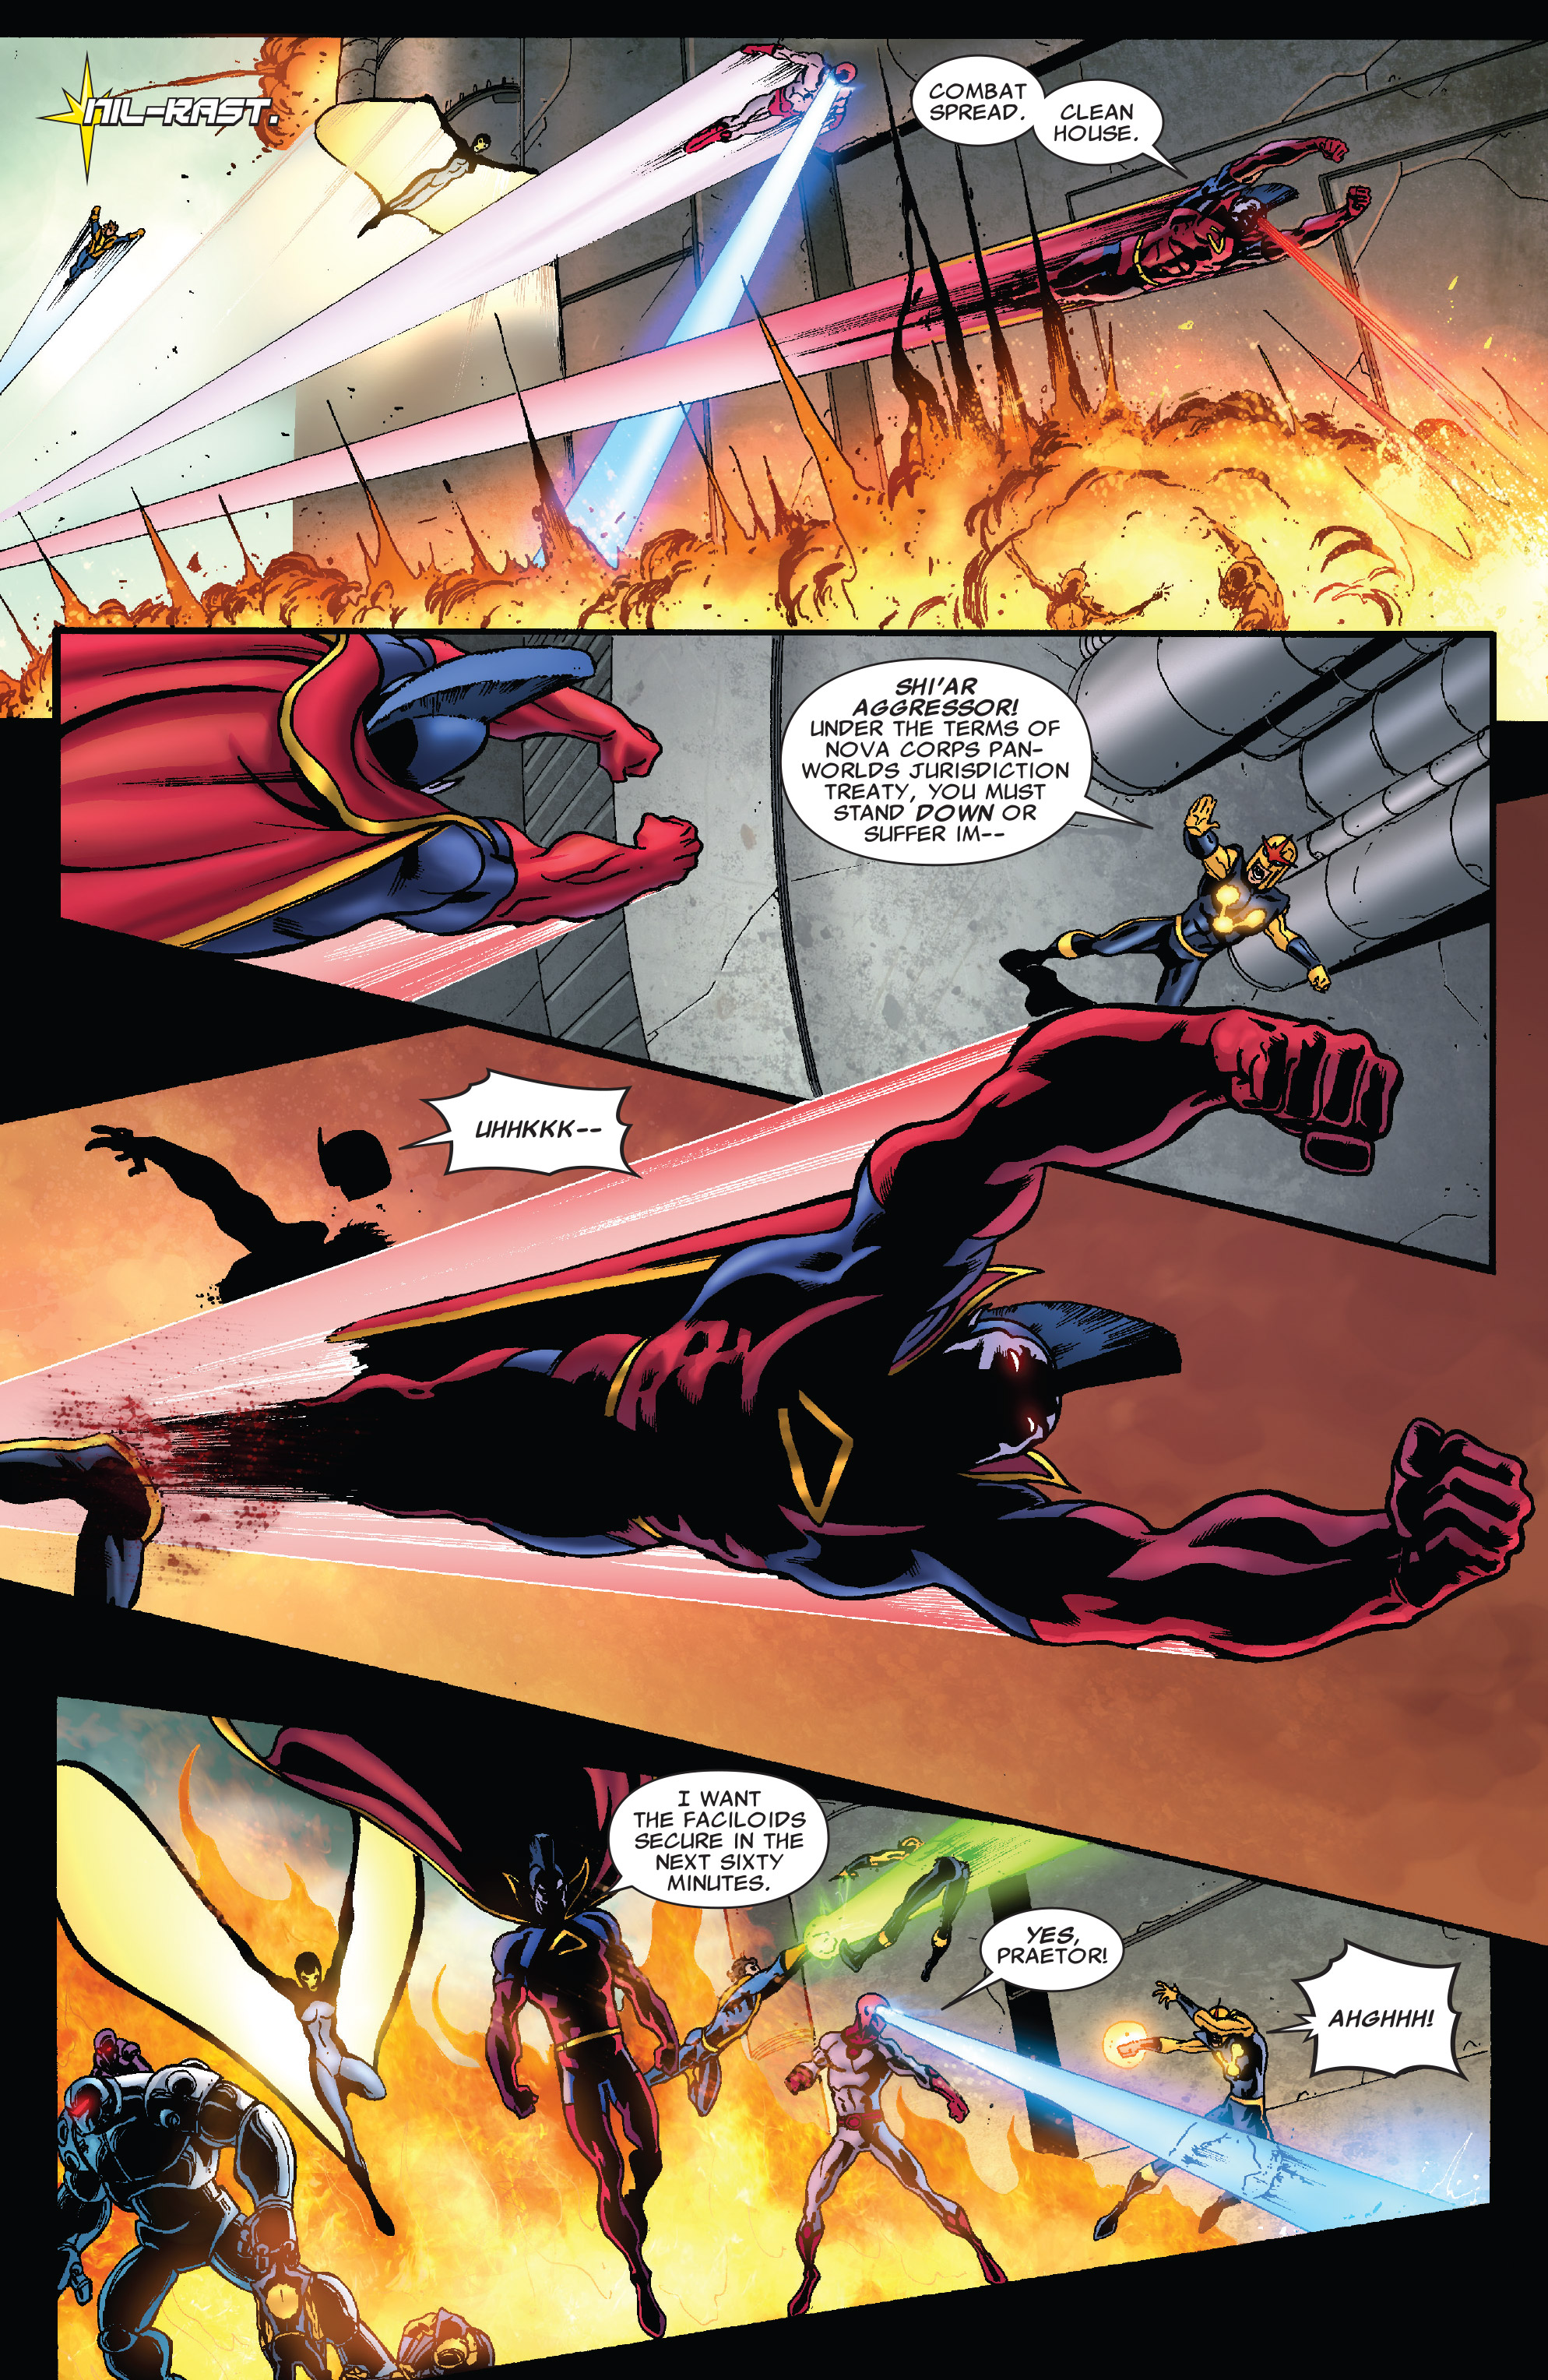 NIL-RAST.
COMBAT
SPREAD.
CLEAN
HOUSE.
SHI'AR
AGGRESSOR!
UNDER THE TERMS OF
NOVA CORPS PAN-
WORLDS JURISDICTION
TREATY, YOU MUST
STAND DOWN OR
SUFFER IM--
UHHKKK--
I WANT
THE FACILOIDS
SECURE IN THE
NEXT SIXTY
MINUTES.
YES,
PRAETOR!
AHGHHH!